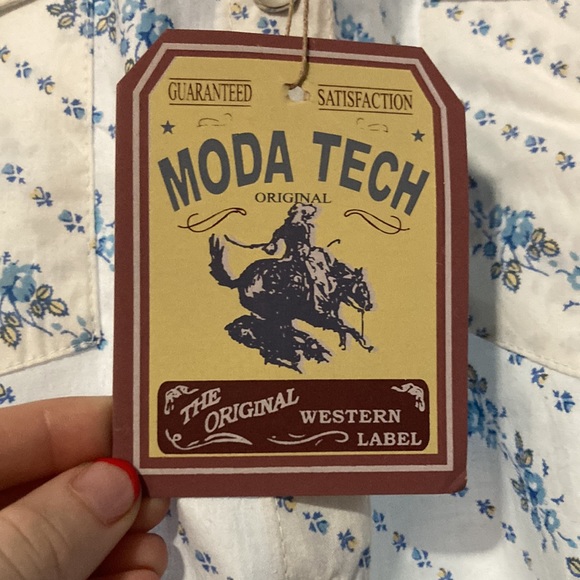 GUARANTEED SATISFACTION
MODA TECH
ORIGINAL
THE ORIGINAL WESTERN LABEL